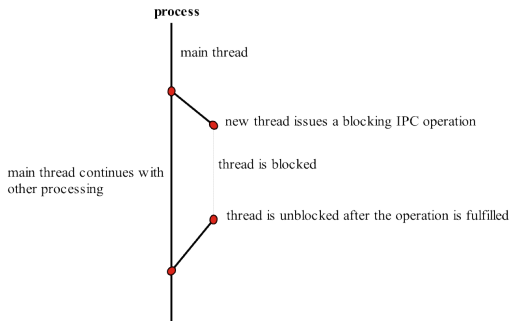 process
main thread
new thread issues a blocking IPC operation
thread is blocked
main thread continues with
other processing
thread is unblocked after the operation is fulfilled